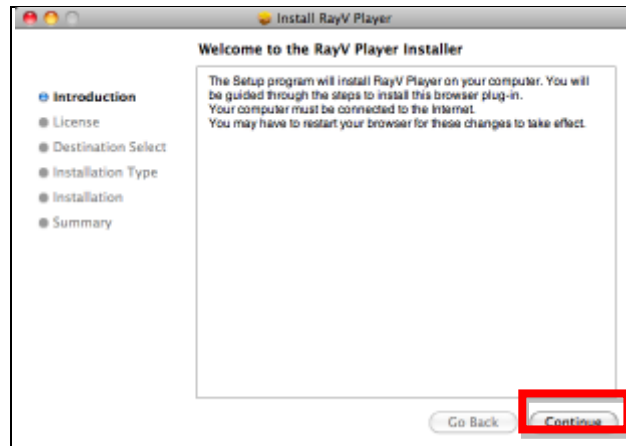 Install RayV Player
Welcome to the RayV Player Installer
Introduction
License
Destination Select
Installation Type
Installation
Summary
The Setup program will install RayV Player on your computer. You will
be guided through the steps to install this browser plug-in.
Your computer must be connected to the Internet.
You may have to restart your browser for these changes to take effect.
Go Back
Continue